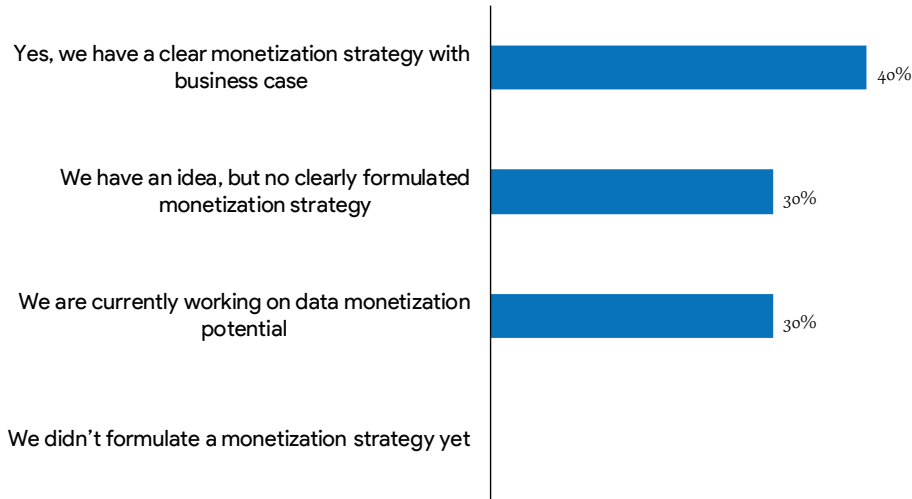 Yes, we have a clear monetization strategy with
business case
40%
We have an idea, but no clearly formulated
monetization strategy
30%
We are currently working on data monetization
potential
30%
We didn’t formulate a monetization strategy yet